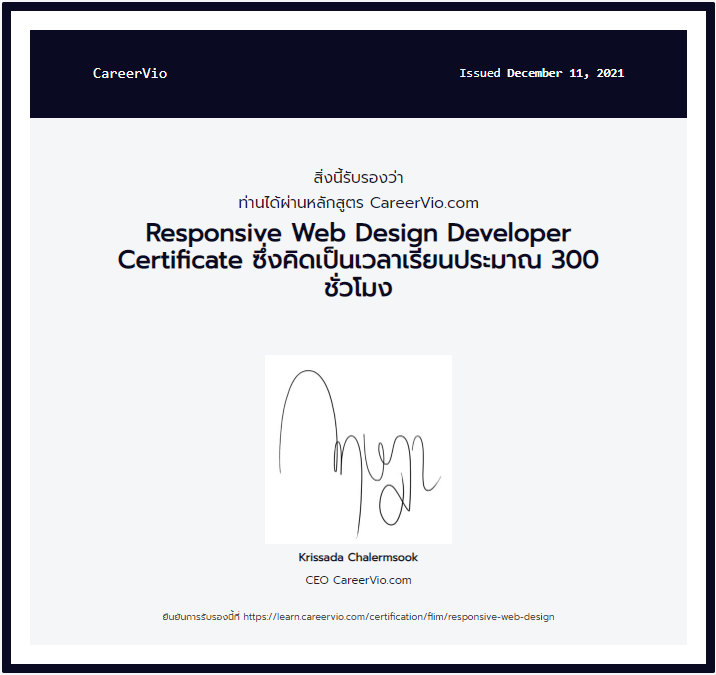 CareerVio
Issued December 11, 2021
สิ่งนี้รับรองว่า
ท่านได้ผ่านหลักสูตร CareerVio.com
Responsive Web Design Developer
Certificate ซึ่งคิดเป็นเวลาเรียนประมาณ 300
ชั่วโมง
Krissada Chalermsook
CEO CareerVio.com
ยืนยันการรับรองนี้ที่ https://learn.careervio.com/certification/flim/responsive-web-design